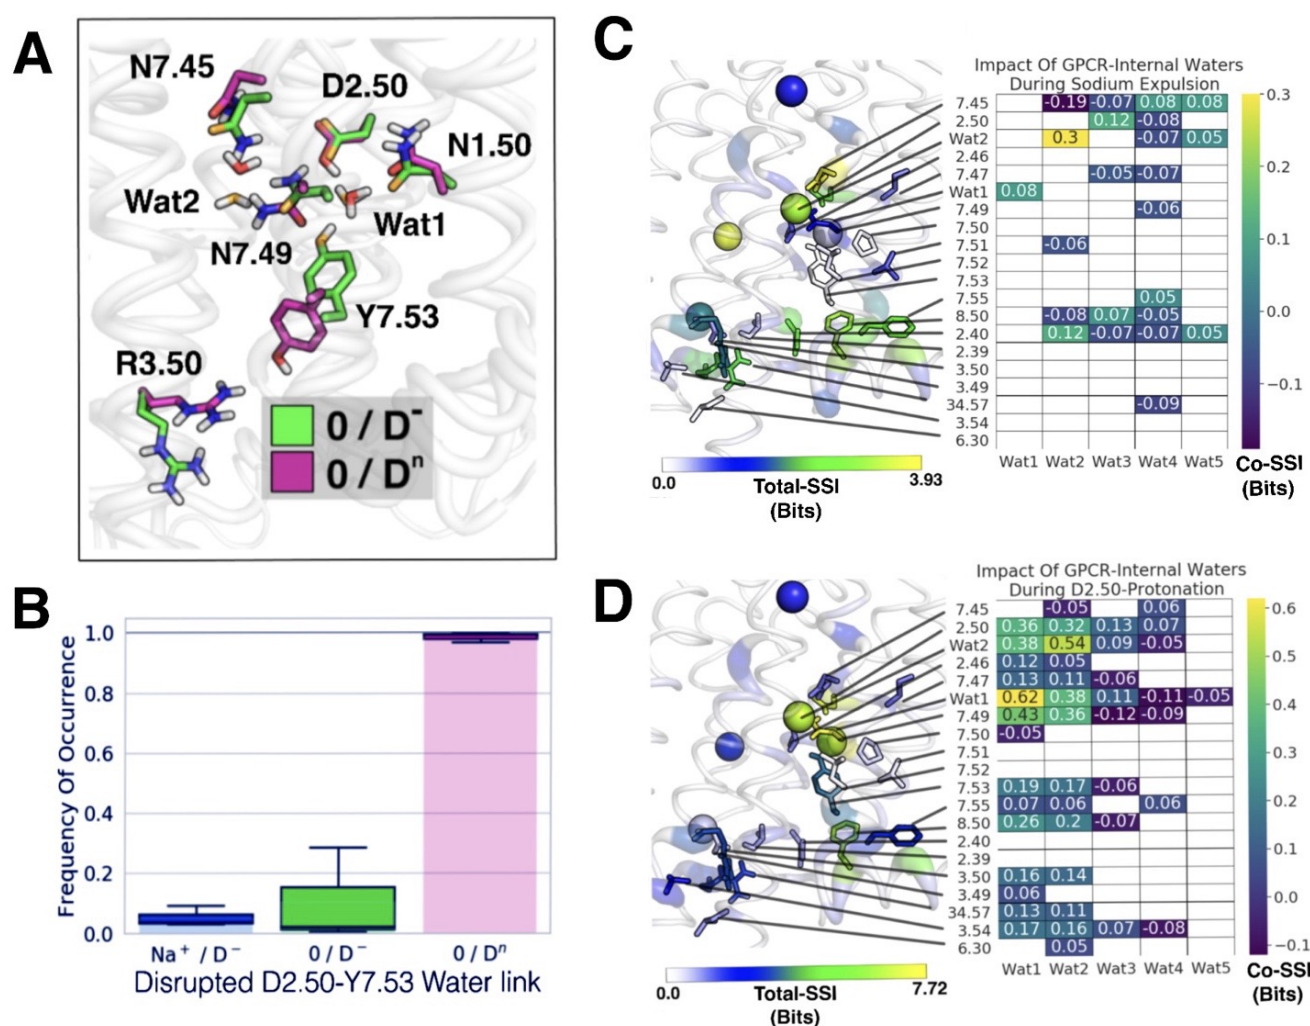 A
N7.45
D2.50
N1.50
Wat2
Wat1
N7.49
Y7.53
R3.50
0 / D⁻
0 / Dⁿ
B
Frequency Of Occurrence
1.0
0.8
0.6
0.4
0.2
0.0
Na⁺ / D⁻ 0 / D⁻ 0 / Dⁿ
Disrupted D2.50-Y7.53 Water link
C
Impact Of GPCR-Internal Waters
During Sodium Expulsion
7.45 -0.19 -0.07 0.08 0.08
2.50 0.12 -0.08
Wat2 0.3 -0.07 0.05
2.46
7.47 -0.05 -0.07
Wat1 0.08
7.49 -0.06
7.50
7.51 -0.06
7.52
7.53
7.55 0.05
8.50 -0.08 0.07 -0.05
2.40 0.12 -0.07 -0.07 0.05
2.39
3.50
3.49
34.57 -0.09
3.54
6.30
Wat1 Wat2 Wat3 Wat4 Wat5
0.3
0.2
0.1
0.0
−0.1
Co-SSI
(Bits)
0.0 Total-SSI 3.93
(Bits)
D
Impact Of GPCR-Internal Waters
During D2.50-Protonation
7.45 -0.05 0.06
2.50 0.36 0.32 0.13 0.07
Wat2 0.38 0.54 0.09 -0.05
2.46 0.12 0.05
7.47 0.13 0.11 -0.06
Wat1 0.62 0.38 0.11 -0.11 -0.05
7.49 0.43 0.36 -0.12 -0.09
7.50 -0.05
7.51
7.52
7.53 0.19 0.17 -0.06
7.55 0.07 0.06 0.06
8.50 0.26 0.2 -0.07
2.40
2.39
3.50 0.16 0.14
3.49 0.06
34.57 0.13 0.11
3.54 0.17 0.16 0.07 -0.08
6.30 0.05
Wat1 Wat2 Wat3 Wat4 Wat5
0.6
0.5
0.4
0.3
0.2
0.1
0.0
−0.1
Co-SSI
(Bits)
0.0 Total-SSI 7.72
(Bits)